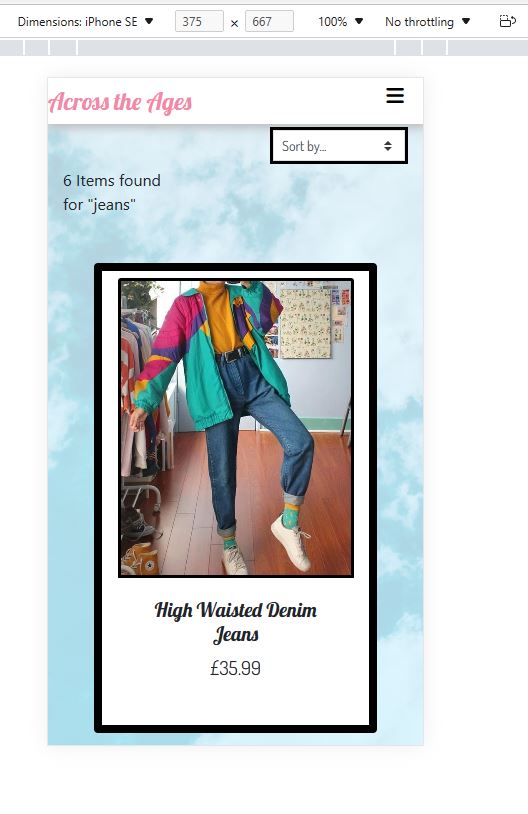 Dimensions: iPhone SE 375 × 667 100% No throttling
Across the Ages
Sort by...
6 Items found
for "jeans"
High Waisted Denim
Jeans
£35.99